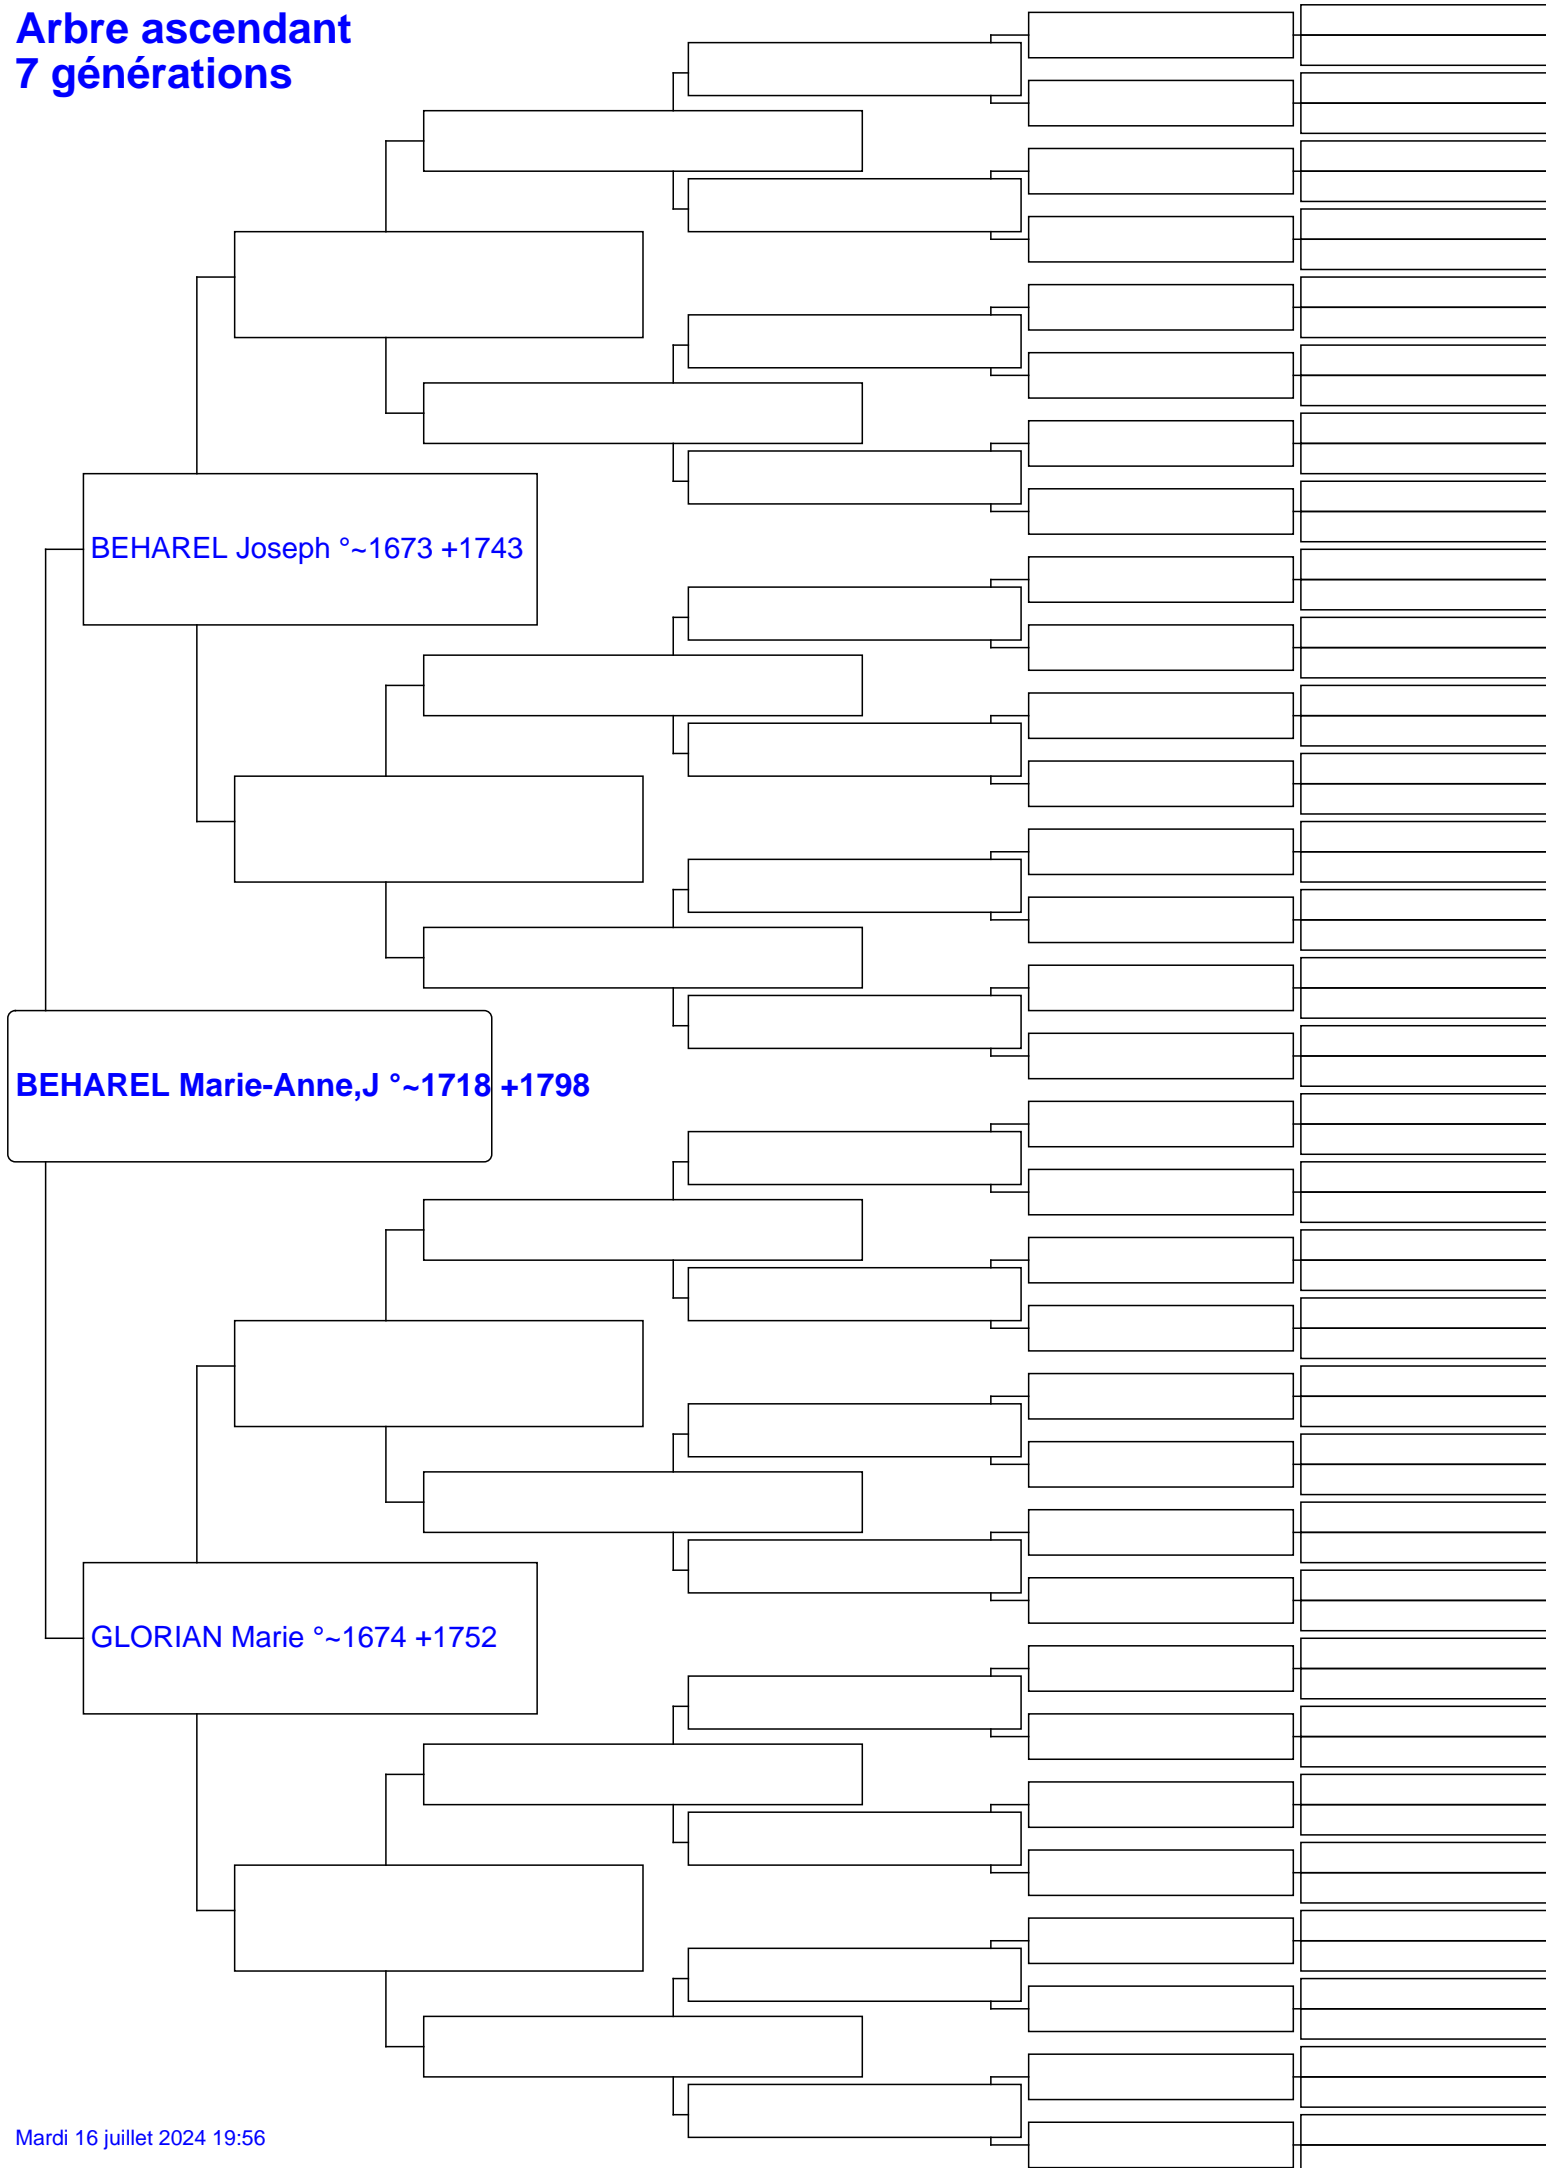 Arbre ascendant
7 générations
BEHAREL Joseph °~1673 +1743
BEHAREL Marie-Anne,J °~1718 +1798
GLORIAN Marie °~1674 +1752
Mardi 16 juillet 2024 19:56